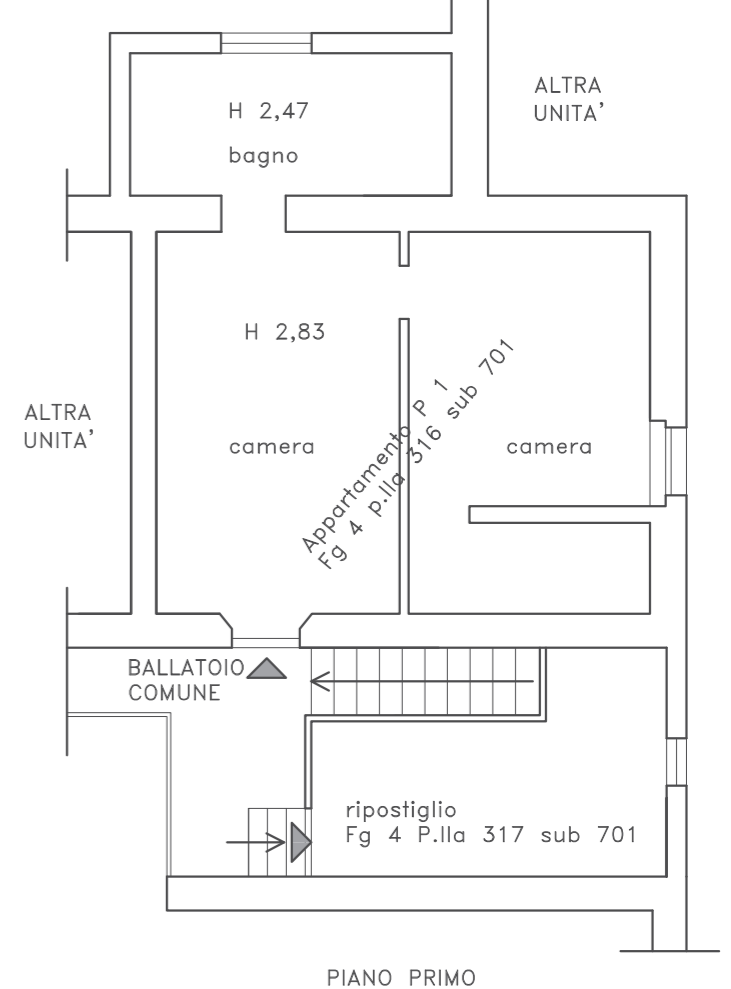 ALTRA
UNITA'
H 2,47
bagno
H 2,83
Appartamento P 1
Fg 4 p.lla 316 sub 701
ALTRA
UNITA'
camera
camera
BALLATOIO
COMUNE
ripostiglio
Fg 4 P.lla 317 sub 701
PIANO PRIMO